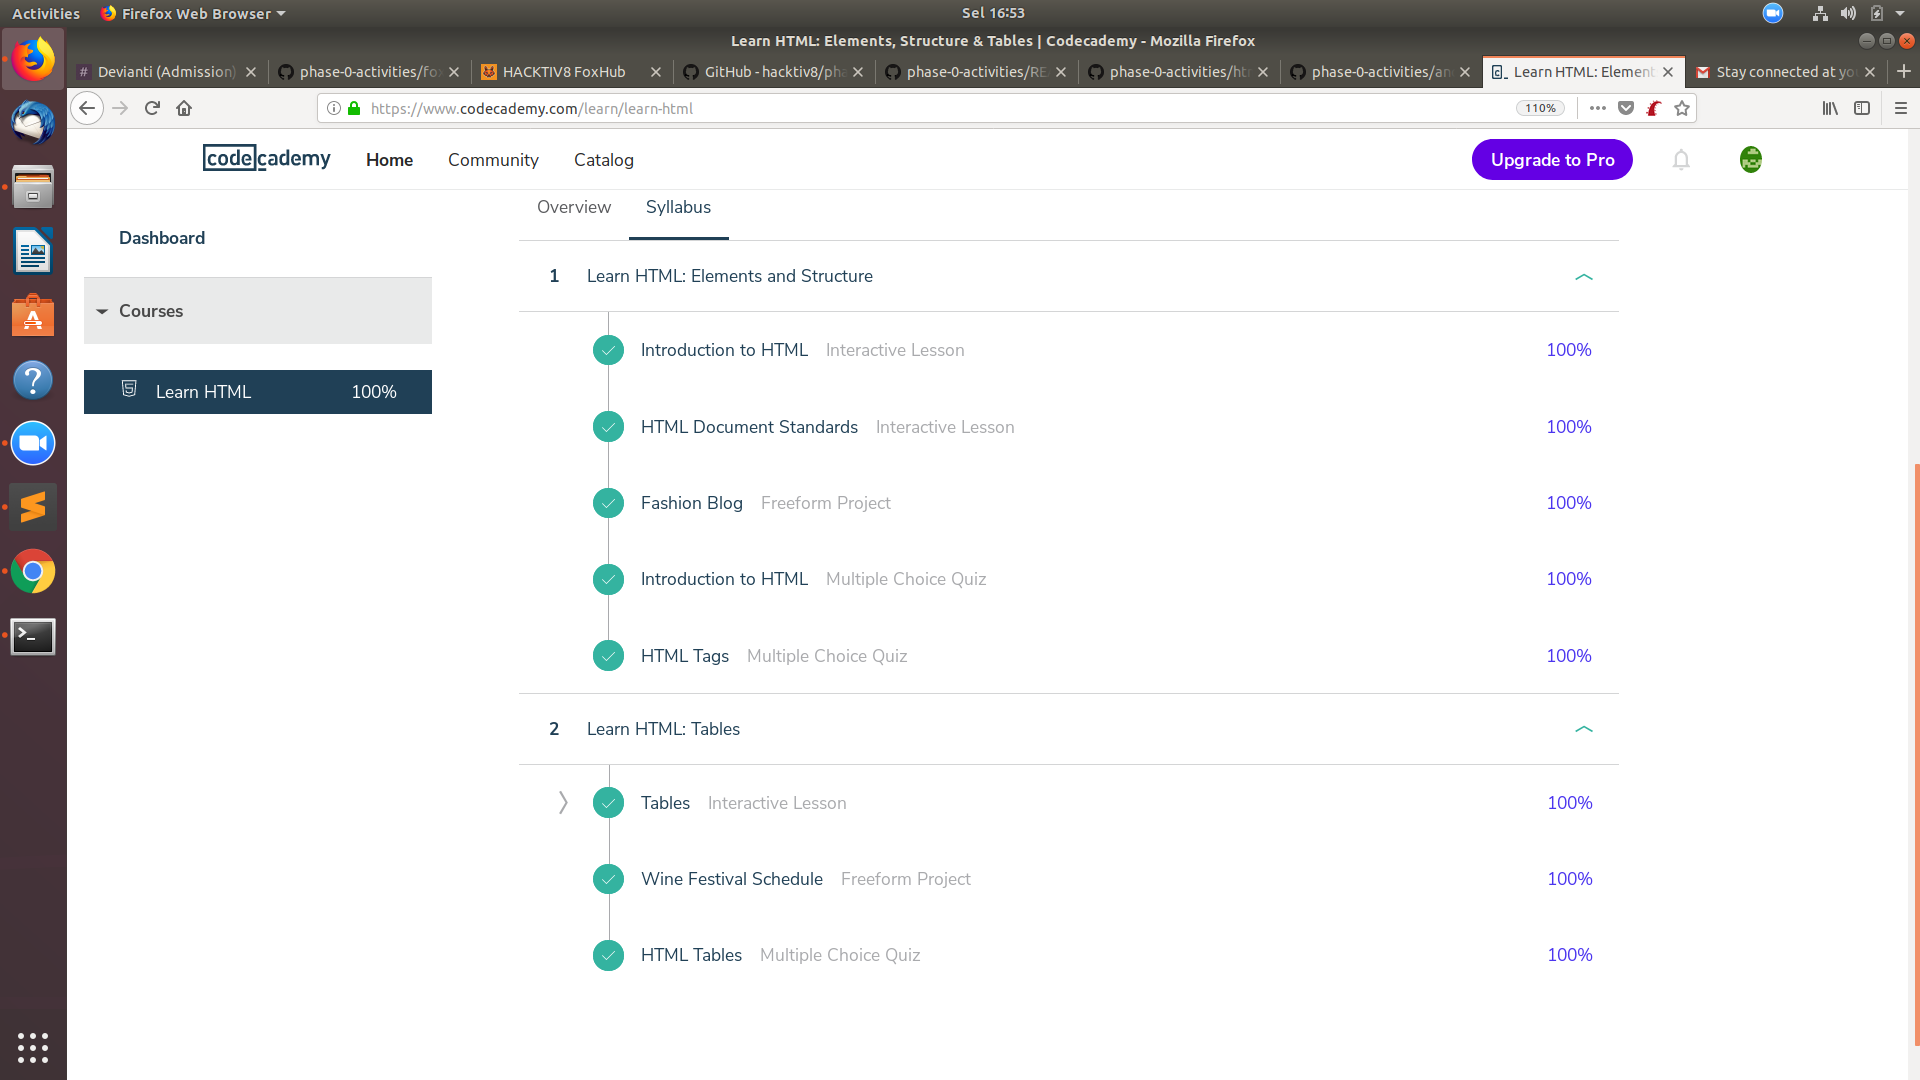 Activities Firefox Web Browser Sel 16:53
Learn HTML: Elements, Structure & Tables | Codecademy - Mozilla Firefox
# Devianti (Admission) phase-0-activities/fo HACKTIV8 FoxHub GitHub - hacktiv8/pha phase-0-activities/RE phase-0-activities/ht phase-0-activities/an Learn HTML: Element Stay connected at yo
https://www.codecademy.com/learn/learn-html 110%
codecademy Home Community Catalog Upgrade to Pro
Overview Syllabus
Dashboard
Courses
Learn HTML 100%
1 Learn HTML: Elements and Structure
Introduction to HTML Interactive Lesson 100%
HTML Document Standards Interactive Lesson 100%
Fashion Blog Freeform Project 100%
Introduction to HTML Multiple Choice Quiz 100%
HTML Tags Multiple Choice Quiz 100%
2 Learn HTML: Tables
Tables Interactive Lesson 100%
Wine Festival Schedule Freeform Project 100%
HTML Tables Multiple Choice Quiz 100%